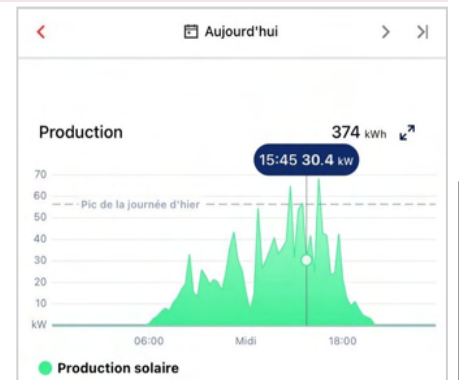 Aujourd'hui
Production 374 kWh
15:45 30.4 kW
70
60
Pic de la journée d'hier
50
40
30
20
10
kW
06:00 Midi 18:00
Production solaire